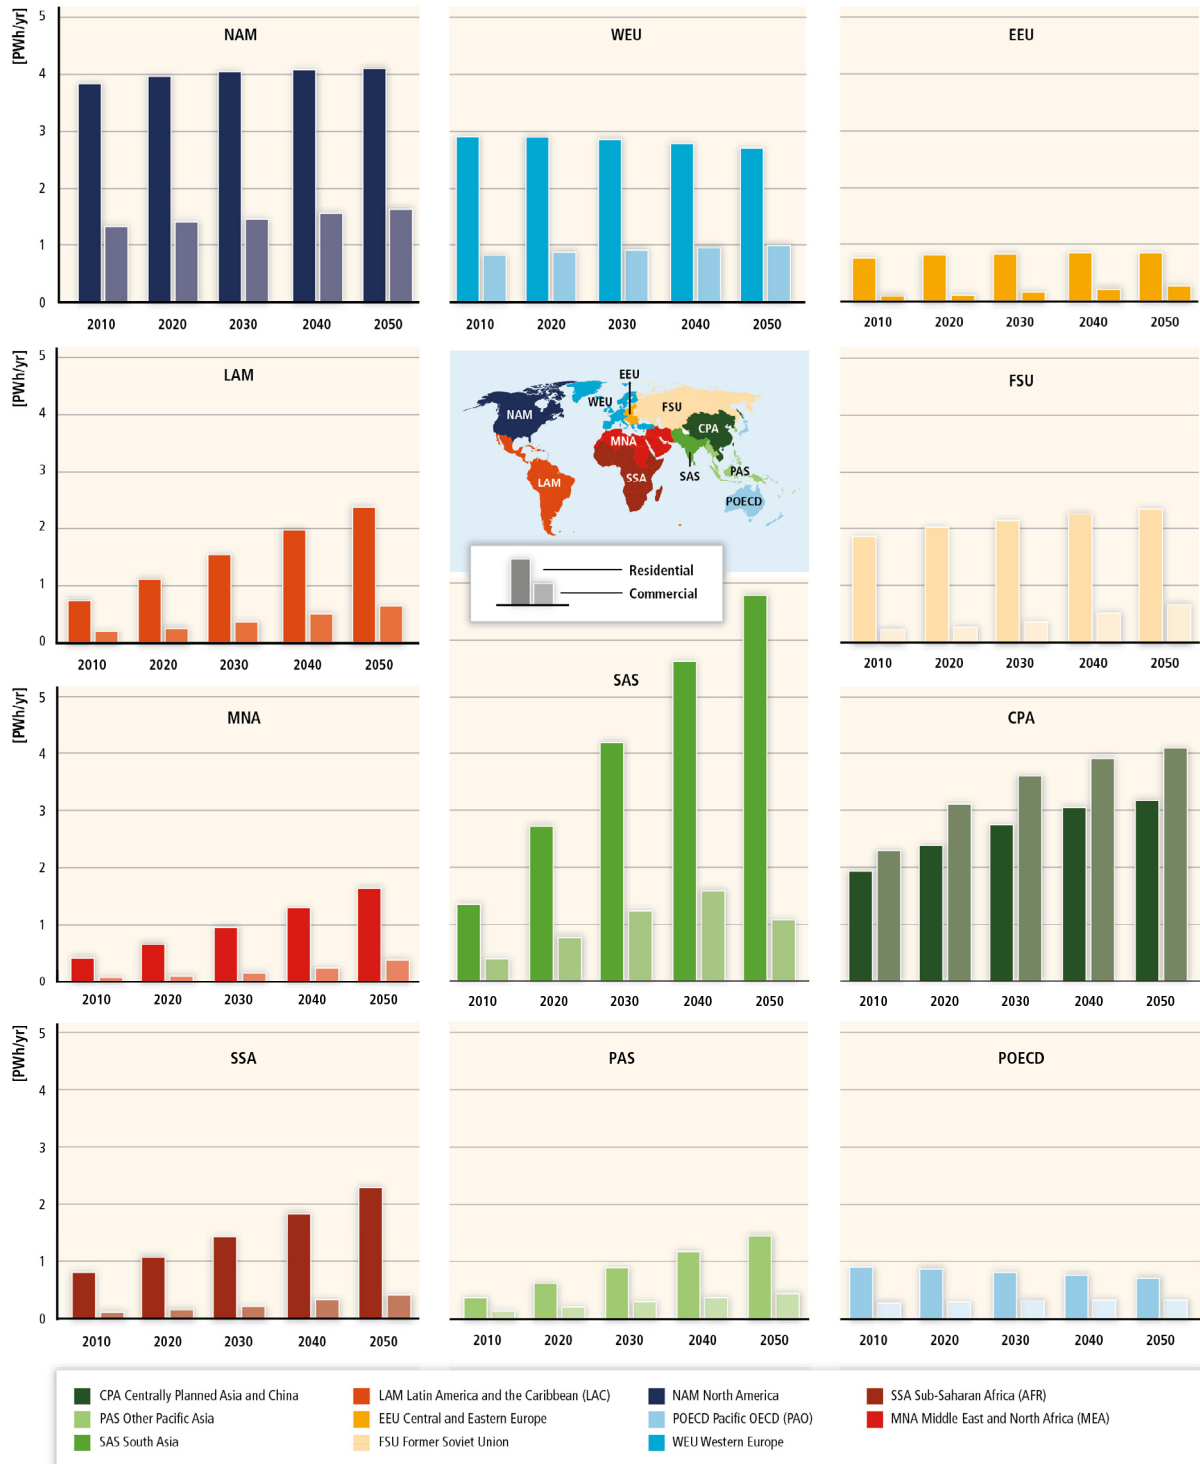 [PWh/yr]
NAM
WEU
EEU
5
4
3
2
1
0
2010 2020 2030 2040 2050
2010 2020 2030 2040 2050
2010 2020 2030 2040 2050
[PWh/yr]
LAM
5
4
3
2
1
0
2010 2020 2030 2040 2050
EEU
WEU
NAM
FSU
CPA
MNA
SAS
PAS
SSA
LAM
POECD
Residential
Commercial
FSU
2010 2020 2030 2040 2050
[PWh/yr]
MNA
5
4
3
2
1
0
2010 2020 2030 2040 2050
SAS
2010 2020 2030 2040 2050
CPA
2010 2020 2030 2040 2050
[PWh/yr]
SSA
5
4
3
2
1
0
2010 2020 2030 2040 2050
PAS
2010 2020 2030 2040 2050
POECD
2010 2020 2030 2040 2050
CPA Centrally Planned Asia and China
PAS Other Pacific Asia
SAS South Asia
LAM Latin America and the Caribbean (LAC)
EEU Central and Eastern Europe
FSU Former Soviet Union
NAM North America
POECD Pacific OECD (PAO)
WEU Western Europe
SSA Sub-Saharan Africa (AFR)
MNA Middle East and North Africa (MEA)